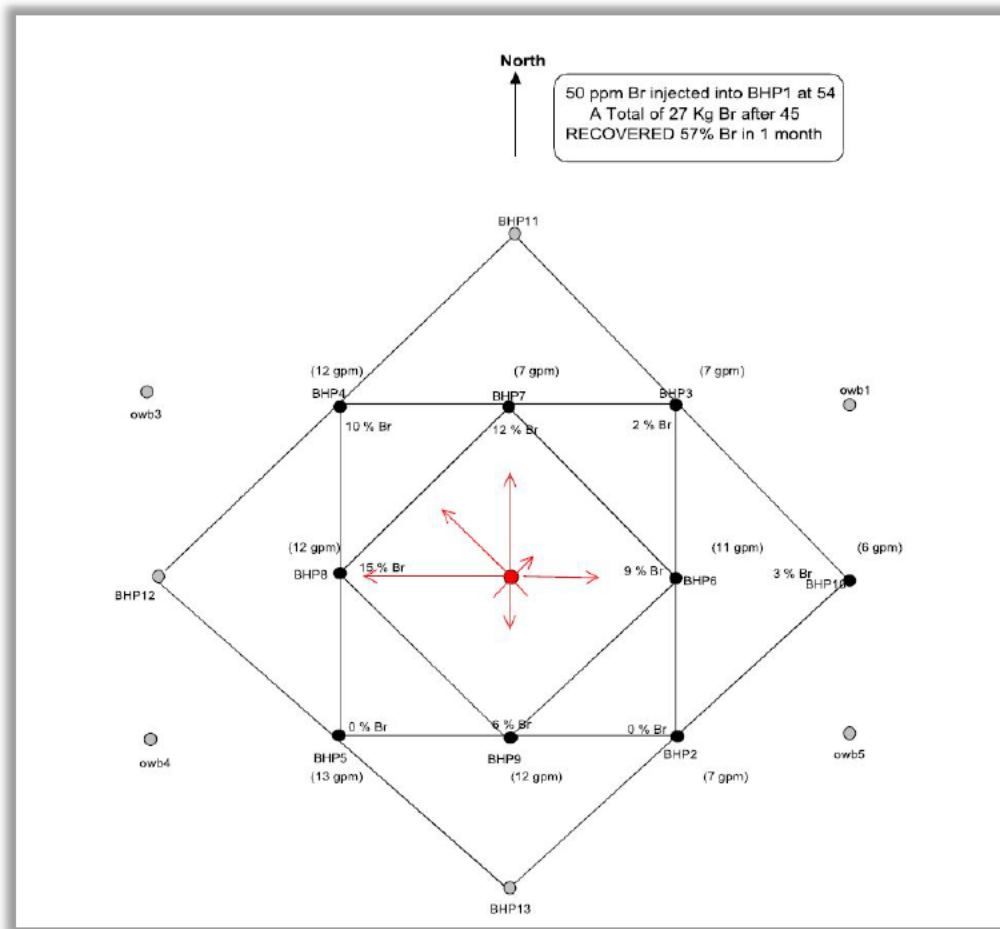 North
50 ppm Br injected into BHP1 at 54
A Total of 27 Kg Br after 45
RECOVERED 57% Br in 1 month
BHP11
(12 gpm)
(7 gpm)
(7 gpm)
BHP4
BHP7
BHP3
owb3
owb1
10 % Br
12 % Br
2 % Br
(12 gpm)
(11 gpm)
(6 gpm)
BHP8
15 % Br
9 % Br
BHP6
3 % Br
BHP10
BHP12
0 % Br
6 % Br
0 % Br
owb4
BHP5
BHP9
BHP2
owb5
(13 gpm)
(12 gpm)
(7 gpm)
BHP13